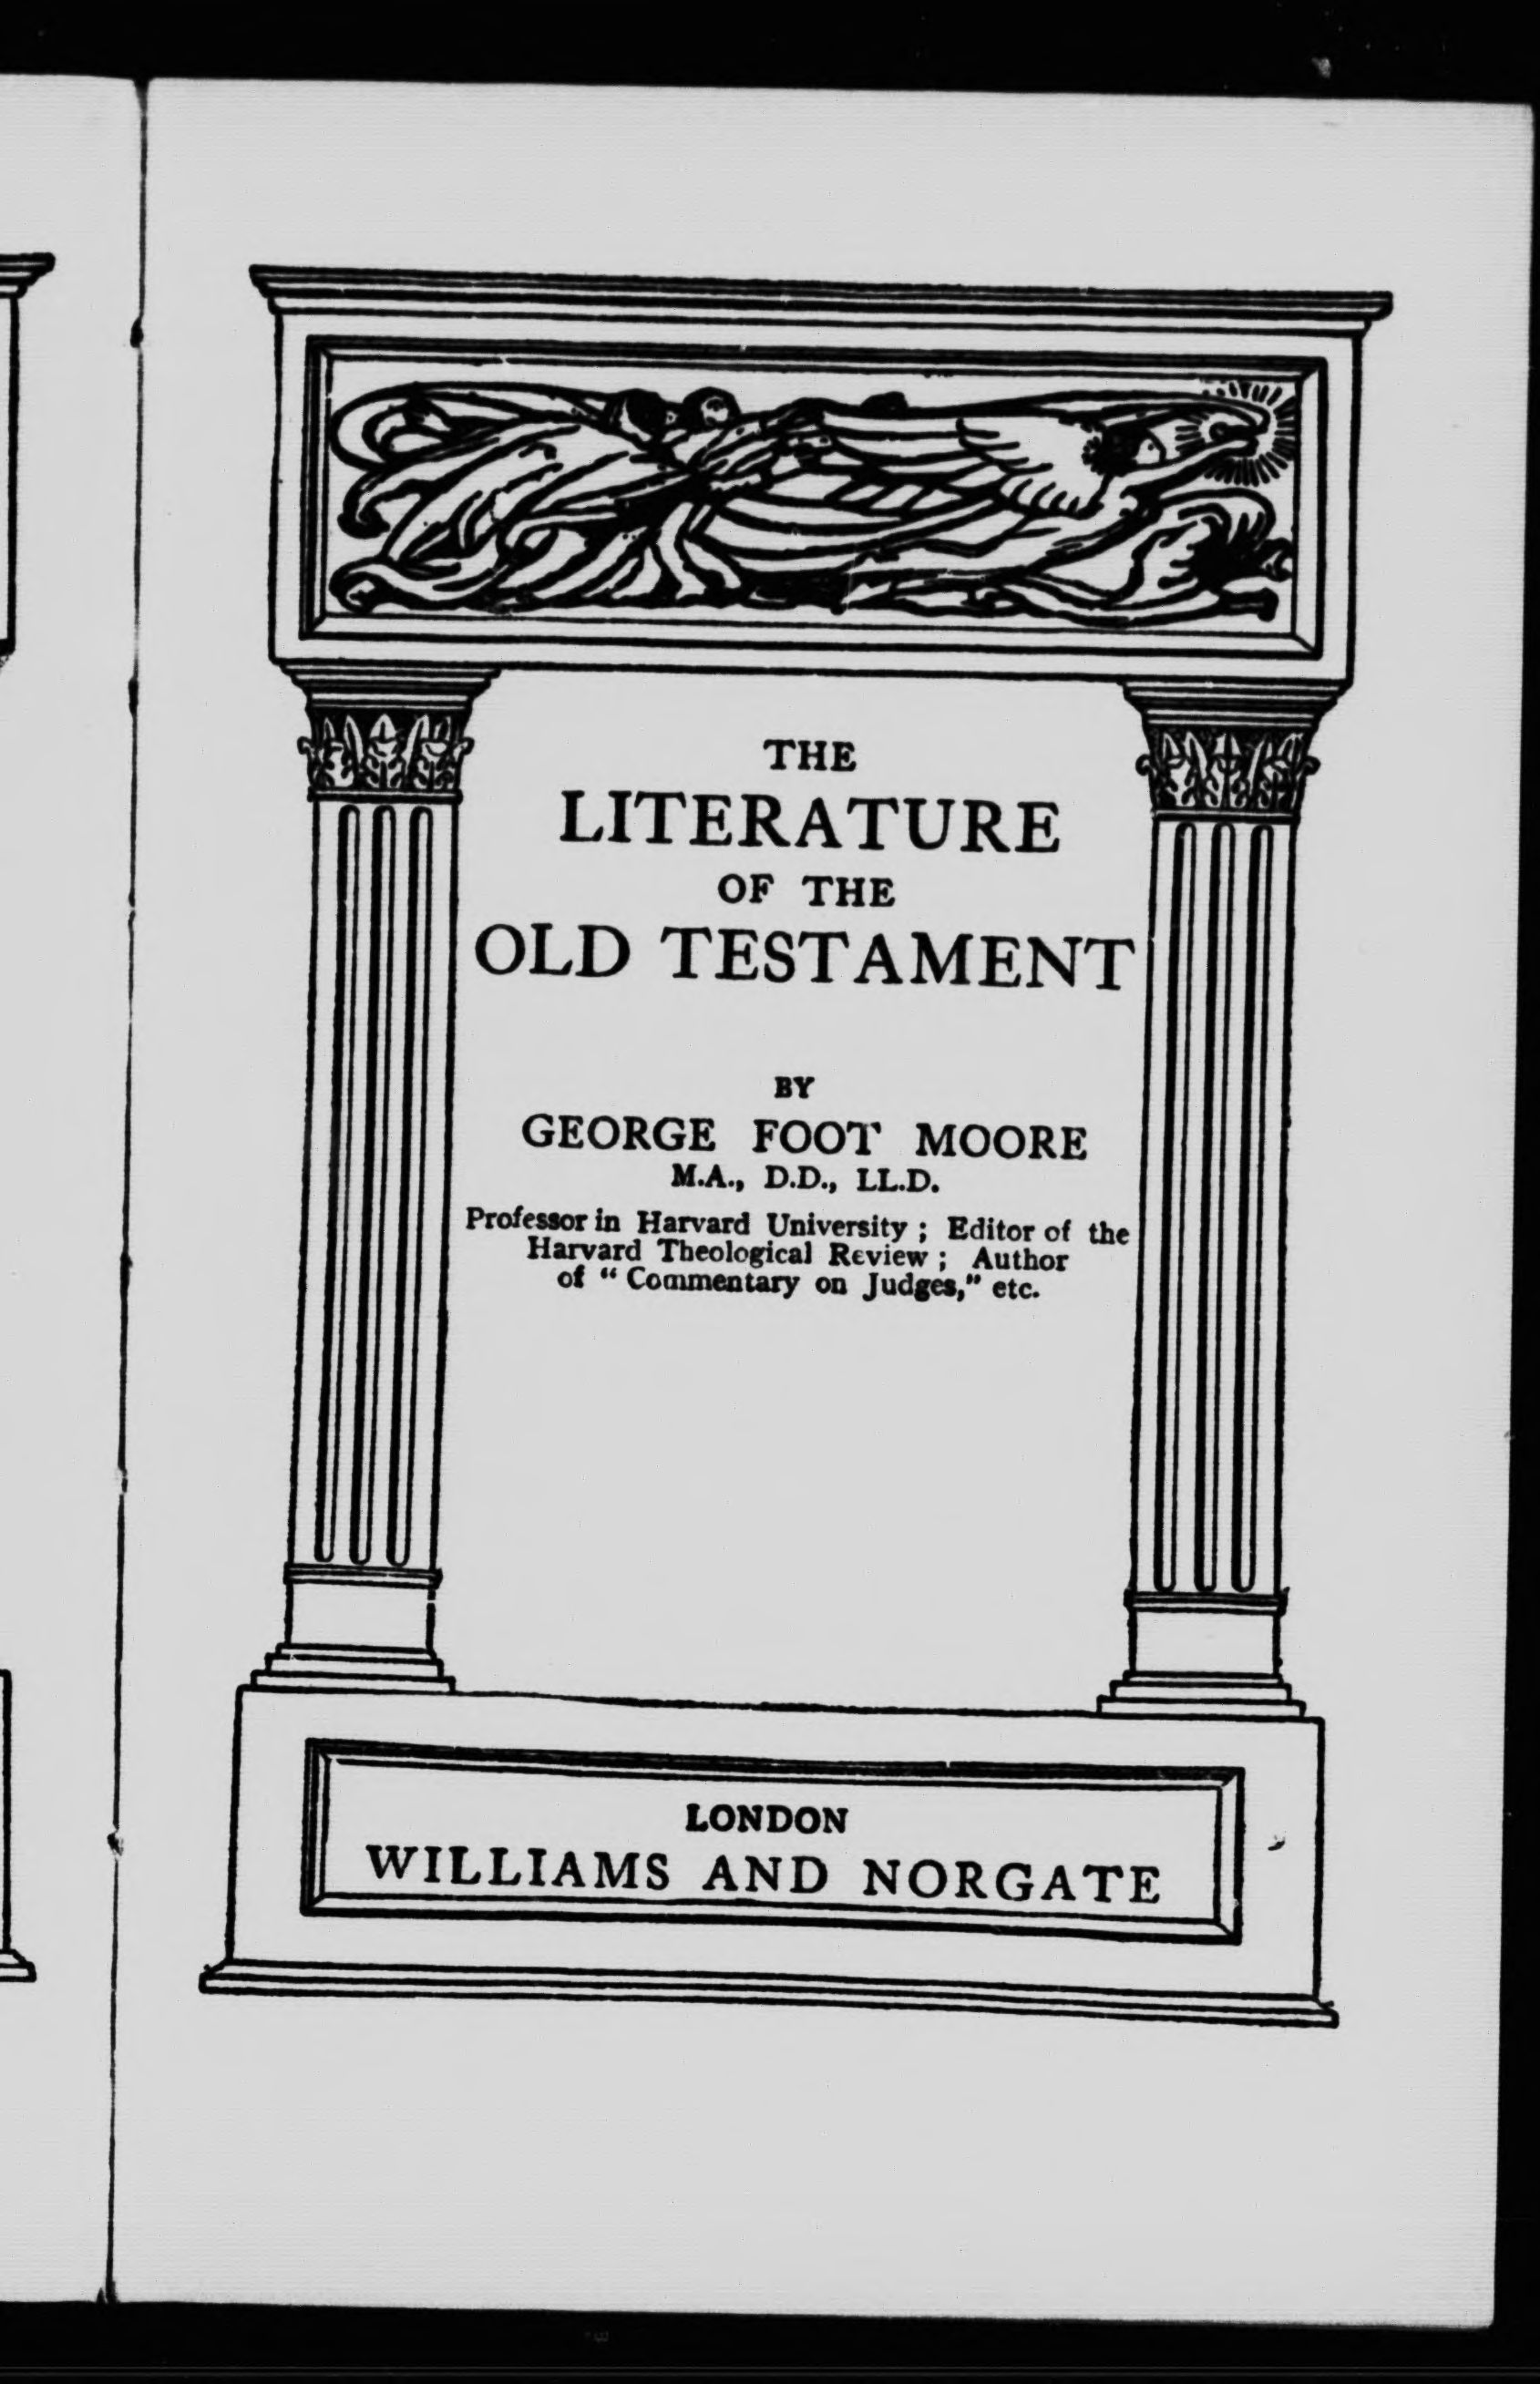 THE
LITERATURE
OF THE
OLD TESTAMENT
BY
GEORGE FOOT MOORE
M.A., D.D., LL.D.
Professor in Harvard University ; Editor of the
Harvard Theological Review ; Author
of “ Commentary on Judges,” etc.
LONDON
WILLIAMS AND NORGATE